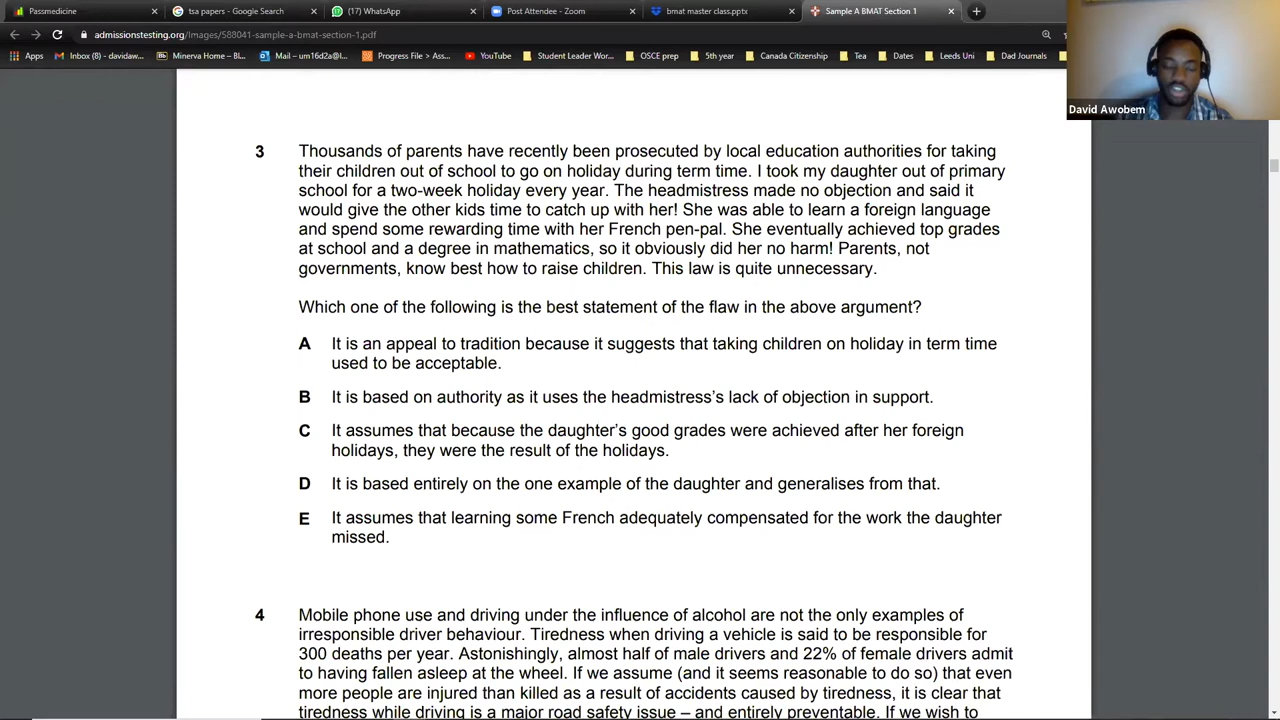 Passmedicine
tsa papers - Google Search
(17) WhatsApp
Post Attendee - Zoom
bmat master class.pptx
Sample A BMAT Section 1
admissionstesting.org/Images/588041-sample-a-bmat-section-1.pdf
Apps
Inbox (8) - davidaw...
Minerva Home – Bl...
Mail – um16d2a@l...
Progress File > Ass...
YouTube
Student Leader Wor...
OSCE prep
5th year
Canada Citizenship
Tea
Dates
Leeds Uni
Dad Journals
David Awobem
3 Thousands of parents have recently been prosecuted by local education authorities for taking
their children out of school to go on holiday during term time. I took my daughter out of primary
school for a two-week holiday every year. The headmistress made no objection and said it
would give the other kids time to catch up with her! She was able to learn a foreign language
and spend some rewarding time with her French pen-pal. She eventually achieved top grades
at school and a degree in mathematics, so it obviously did her no harm! Parents, not
governments, know best how to raise children. This law is quite unnecessary.
Which one of the following is the best statement of the flaw in the above argument?
A It is an appeal to tradition because it suggests that taking children on holiday in term time
used to be acceptable.
B It is based on authority as it uses the headmistress's lack of objection in support.
C It assumes that because the daughter's good grades were achieved after her foreign
holidays, they were the result of the holidays.
D It is based entirely on the one example of the daughter and generalises from that.
E It assumes that learning some French adequately compensated for the work the daughter
missed.
4 Mobile phone use and driving under the influence of alcohol are not the only examples of
irresponsible driver behaviour. Tiredness when driving a vehicle is said to be responsible for
300 deaths per year. Astonishingly, almost half of male drivers and 22% of female drivers admit
to having fallen asleep at the wheel. If we assume (and it seems reasonable to do so) that even
more people are injured than killed as a result of accidents caused by tiredness, it is clear that
tiredness while driving is a major road safety issue – and entirely preventable. If we wish to